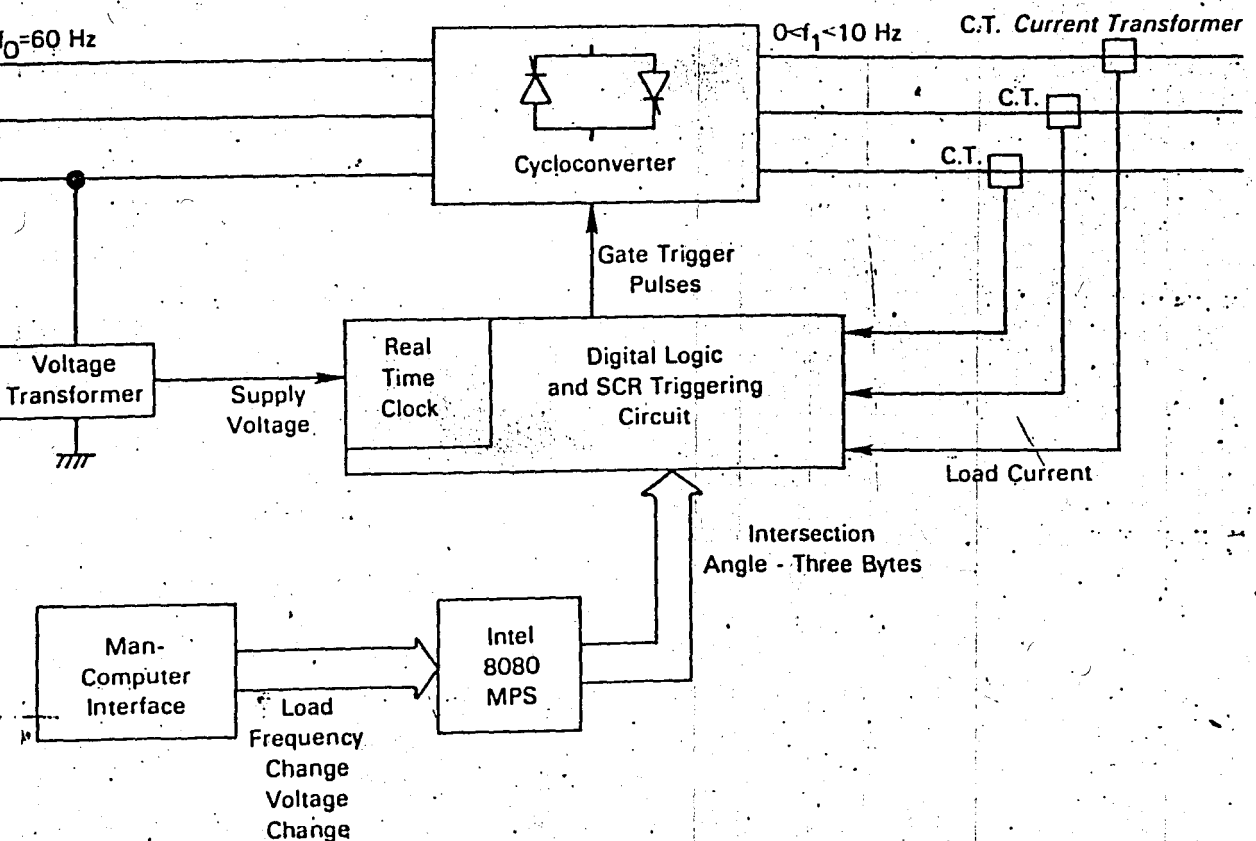 f0=60 Hz
0<f1<10 Hz
C.T. Current Transformer
C.T.
C.T.
Cycloconverter
Gate Trigger
Pulses
Voltage
Transformer
Supply
Voltage
Real
Time
Clock
Digital Logic
and SCR Triggering
Circuit
Load Current
Intersection
Angle - Three Bytes
Man-
Computer
Interface
Load
Frequency
Change
Voltage
Change
Intel
8080
MPS